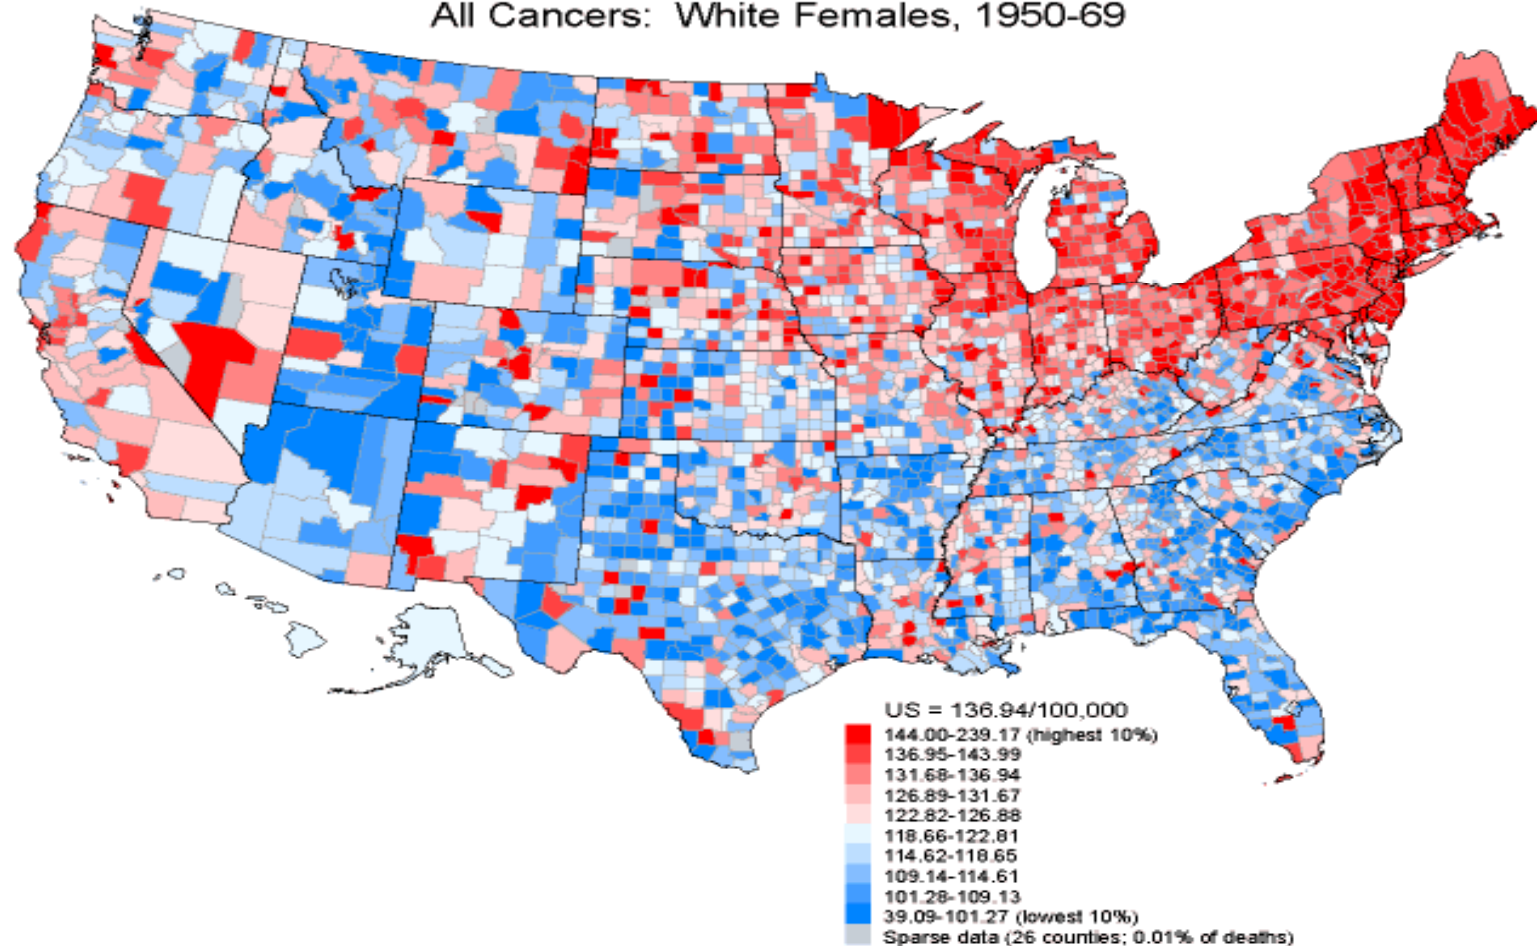 All Cancers: White Females, 1950-69
US = 136.94/100,000
144.00-239.17 (highest 10%)
136.95-143.99
131.68-136.94
126.89-131.67
122.82-126.88
118.66-122.81
114.62-118.65
109.14-114.61
101.28-109.13
39.09-101.27 (lowest 10%)
Sparse data (26 counties; 0.01% of deaths)